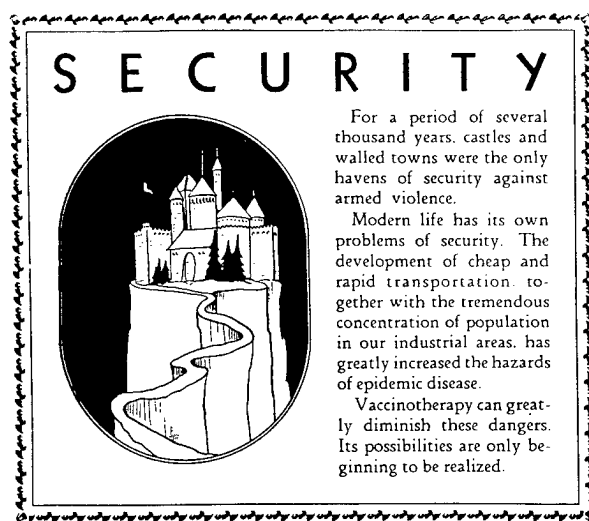 SECURITY
For a period of several
thousand years, castles and
walled towns were the only
havens of security against
armed violence.
Modern life has its own
problems of security. The
development of cheap and
rapid transportation, to-
gether with the tremendous
concentration of population
in our industrial areas, has
greatly increased the hazards
of epidemic disease.
Vaccinotherapy can great-
ly diminish these dangers.
Its possibilities are only be-
ginning to be realized.